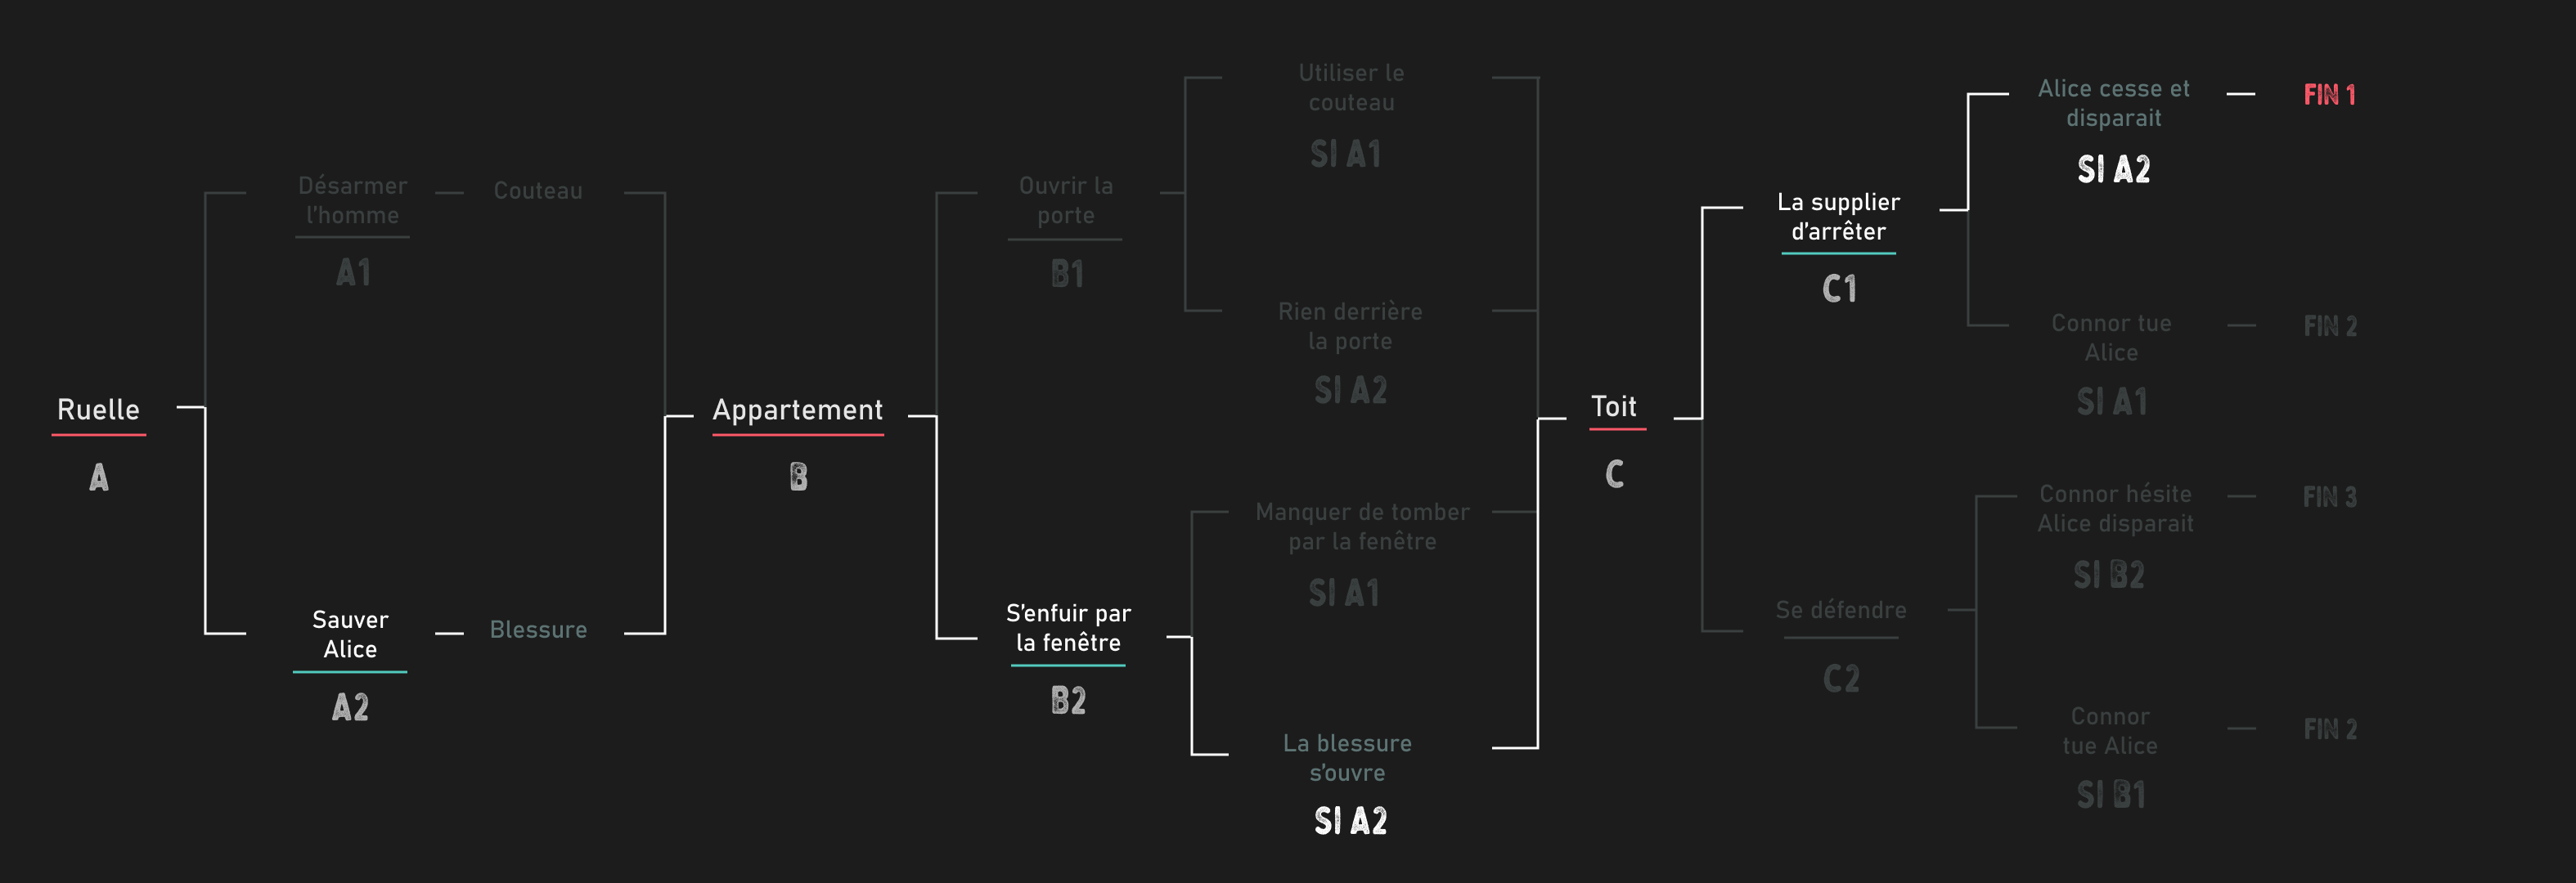 Ruelle
A
Désarmer
l'homme
A1
Couteau
Sauver
Alice
A2
Blessure
Appartement
B
Ouvrir la
porte
B1
Utiliser le
couteau
SI A1
Rien derrière
la porte
SI A2
S'enfuir par
la fenêtre
B2
Manquer de tomber
par la fenêtre
SI A1
La blessure
s'ouvre
SI A2
Toit
C
La supplier
d'arrêter
C1
Alice cesse et
disparait
SI A2
FIN 1
Connor tue
Alice
SI A1
FIN 2
Se défendre
C2
Connor hésite
Alice disparait
SI B2
FIN 3
Connor
tue Alice
SI B1
FIN 2